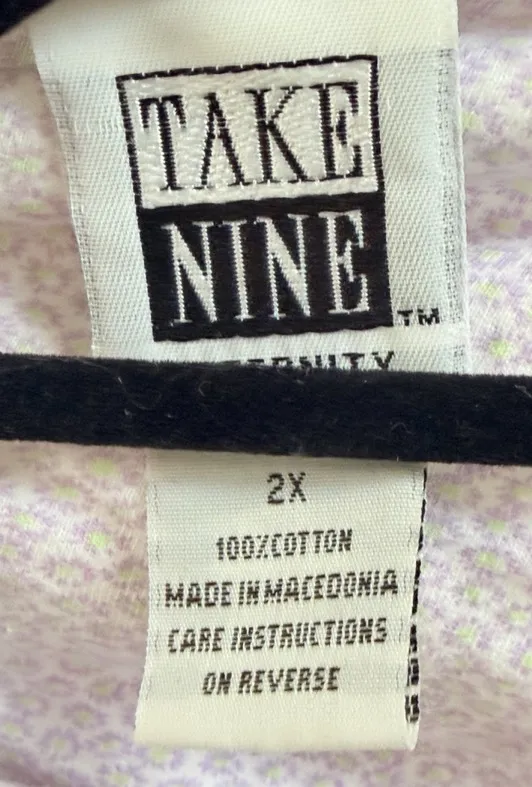 TAKE
NINE
TM
2X
100%COTTON
MADE IN MACEDONIA
CARE INSTRUCTIONS
ON REVERSE